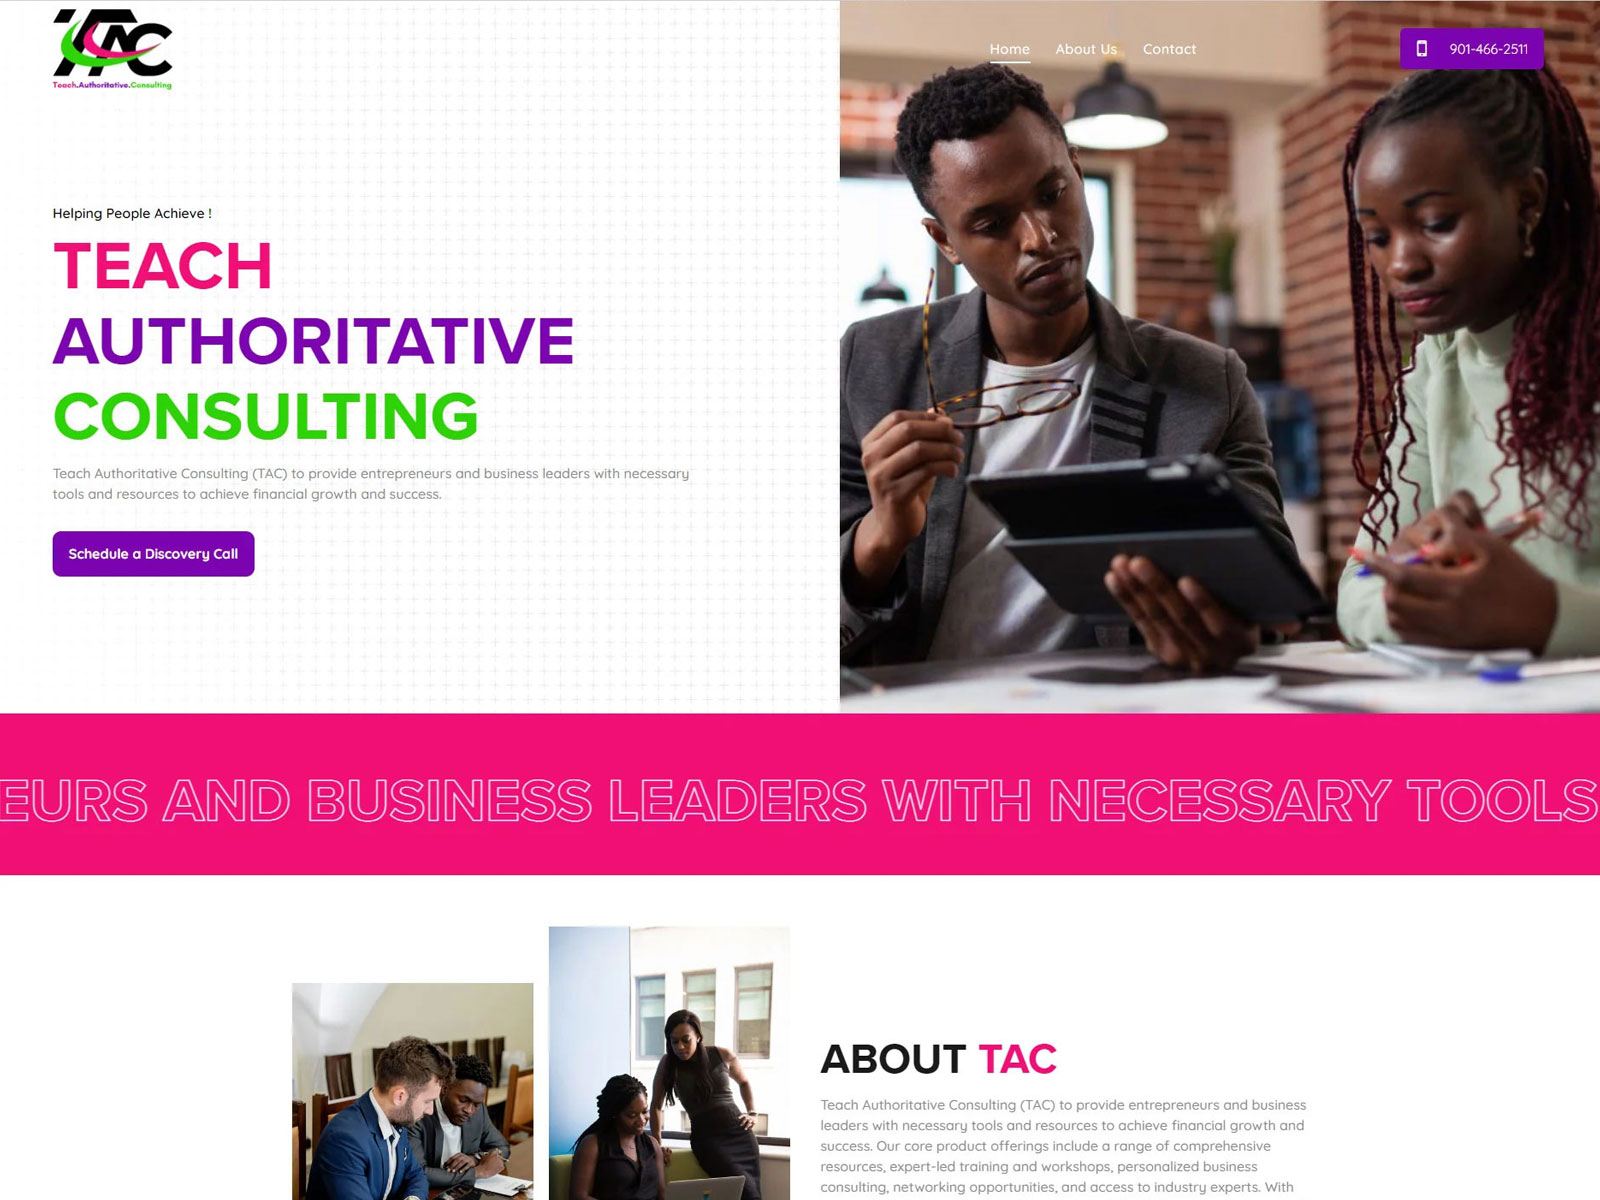 TAC
Teach.Authoritative.Consulting
Home About Us Contact
901-466-2511
Helping People Achieve !
TEACH
AUTHORITATIVE
CONSULTING
Teach Authoritative Consulting (TAC) to provide entrepreneurs and business leaders with necessary
tools and resources to achieve financial growth and success.
Schedule a Discovery Call
EURS AND BUSINESS LEADERS WITH NECESSARY TOOLS
ABOUT TAC
Teach Authoritative Consulting (TAC) to provide entrepreneurs and business
leaders with necessary tools and resources to achieve financial growth and
success. Our core product offerings include a range of comprehensive
resources, expert-led training and workshops, personalized business
consulting, networking opportunities, and access to industry experts. With